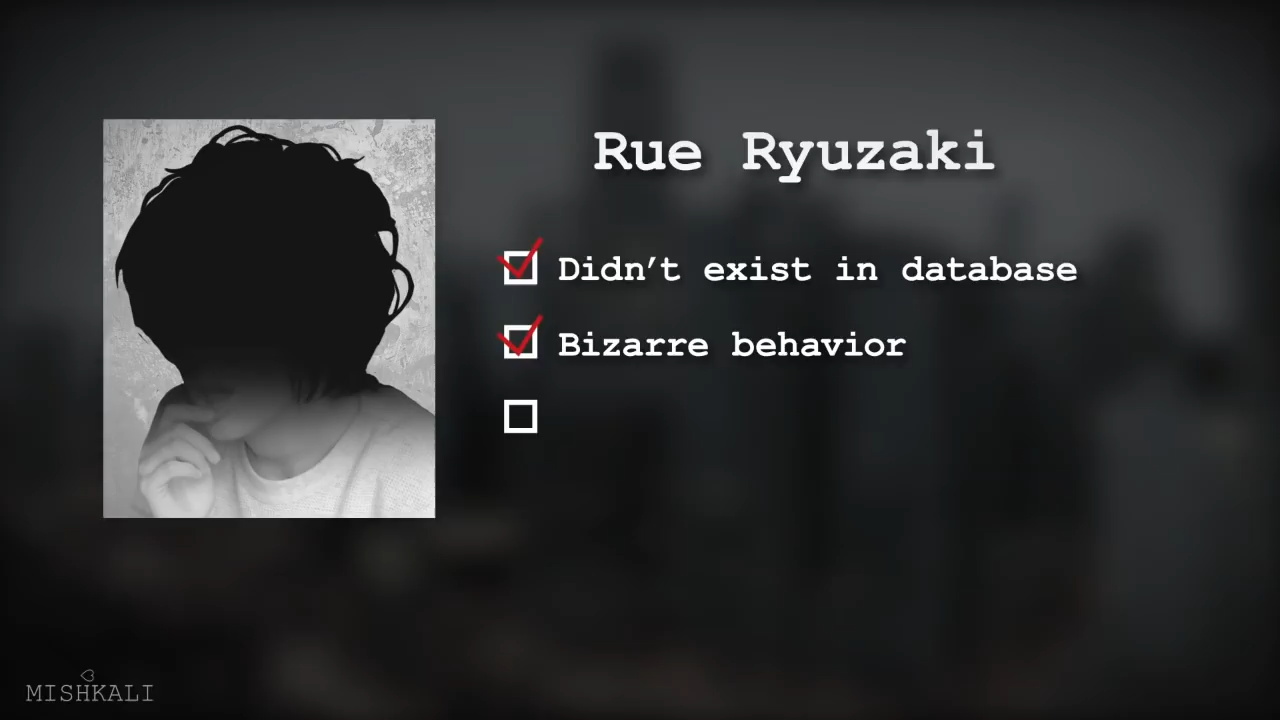 Rue Ryuzaki
Didn’t exist in database
Bizarre behavior
MISHKALI